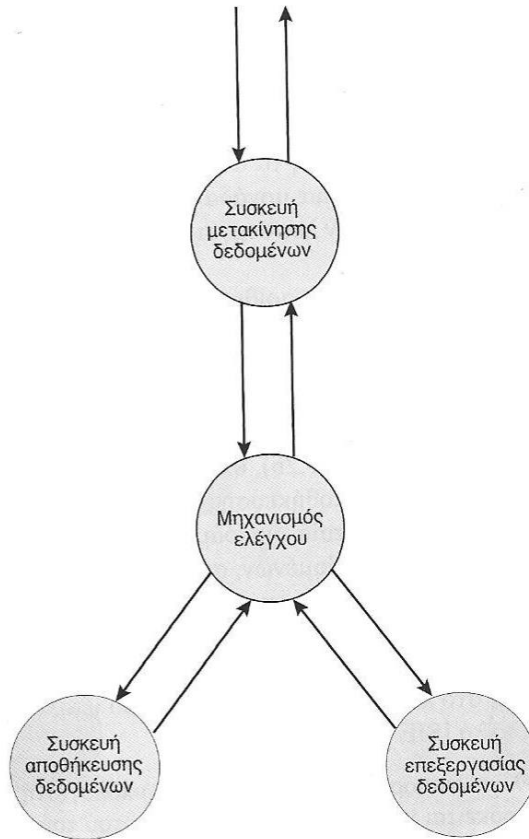 Συσκευή
μετακίνησης
δεδομένων
Μηχανισμός
ελέγχου
Συσκευή
αποθήκευσης
δεδομένων
Συσκευή
επεξεργασίας
δεδομένων